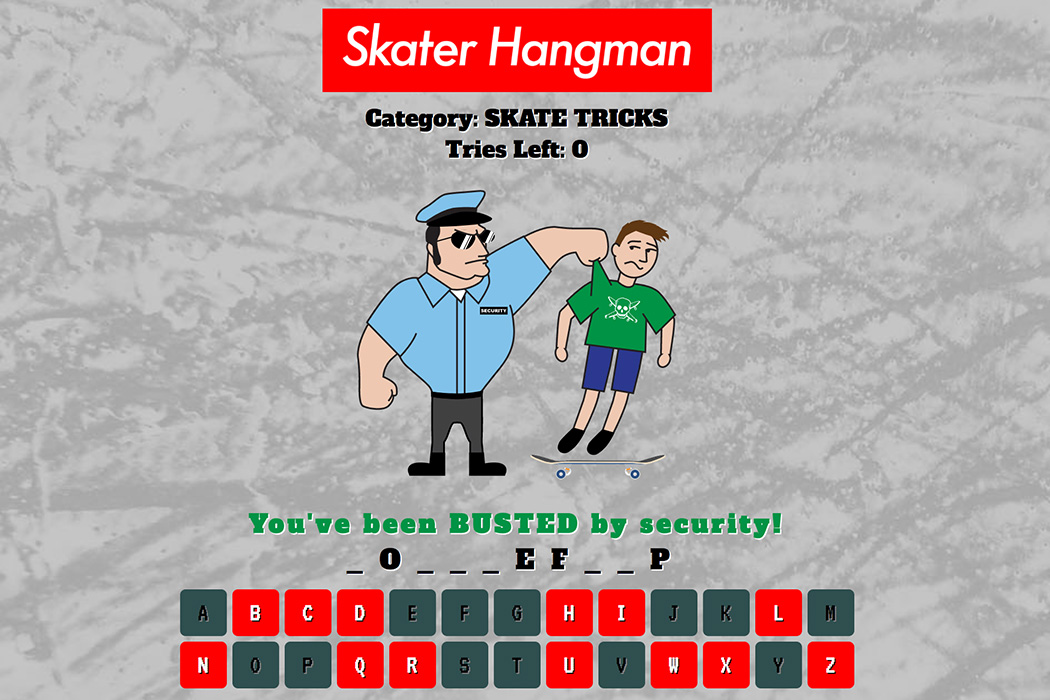 Skater Hangman
Category: SKATE TRICKS
Tries Left: 0
SECURITY
You've been BUSTED by security!
_ O _ _ _ E F _ _ P
A B C D E F G H I J K L M
N O P Q R S T U V W X Y Z